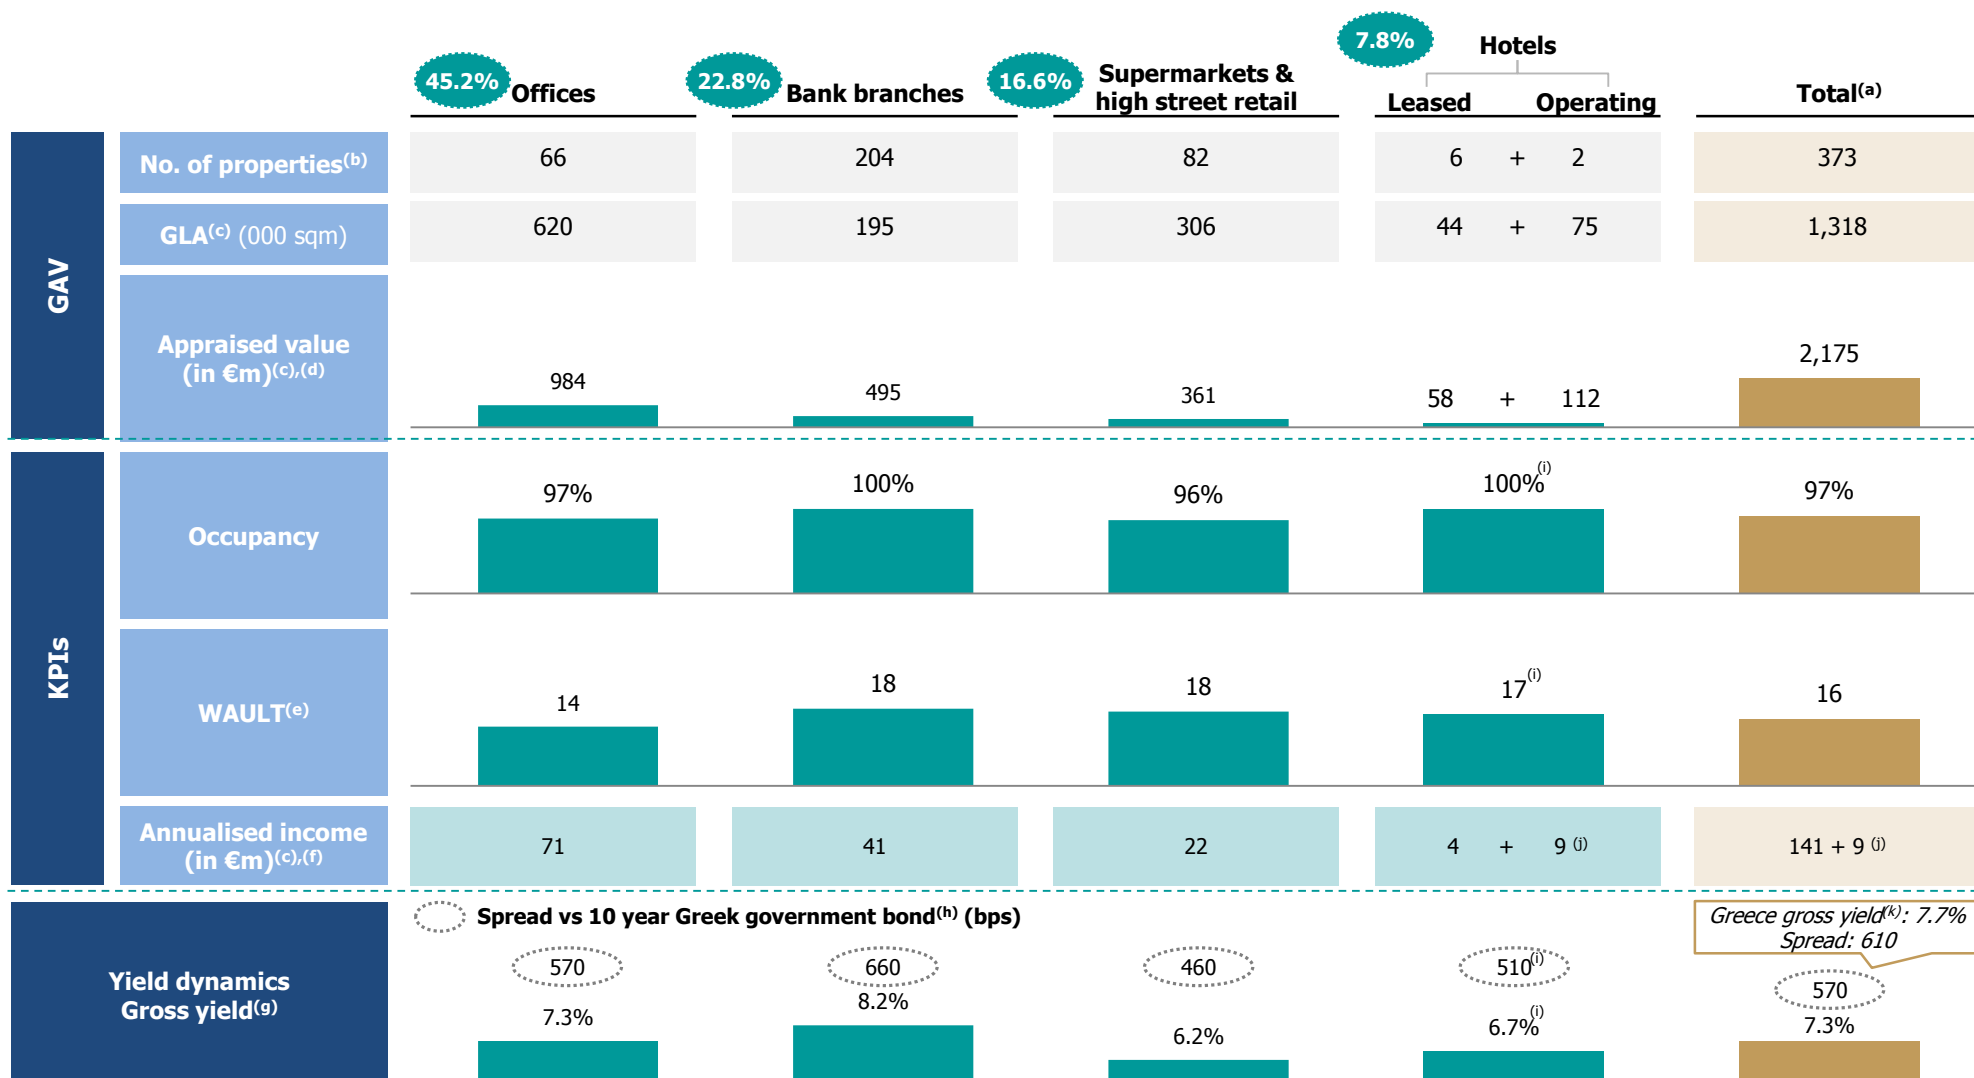 45.2% Offices
22.8% Bank branches
16.6% Supermarkets &
high street retail
7.8% Hotels
Leased Operating
Total(a)
GAV
No. of properties(b) 66 204 82 6 + 2 373
GLA(c) (000 sqm) 620 195 306 44 + 75 1,318
Appraised value
(in €m)(c),(d)
984 495 361 58 + 112 2,175
KPIs
Occupancy
97% 100% 96% 100%(i) 97%
WAULT(e)
14 18 18 17(i) 16
Annualised income
(in €m)(c),(f)
71 41 22 4 + 9 (j) 141 + 9 (j)
Yield dynamics
Gross yield(g)
Spread vs 10 year Greek government bond(h) (bps)
Greece gross yield(k): 7.7%
Spread: 610
570 660 460 510(i) 570
7.3% 8.2% 6.2% 6.7%(i) 7.3%